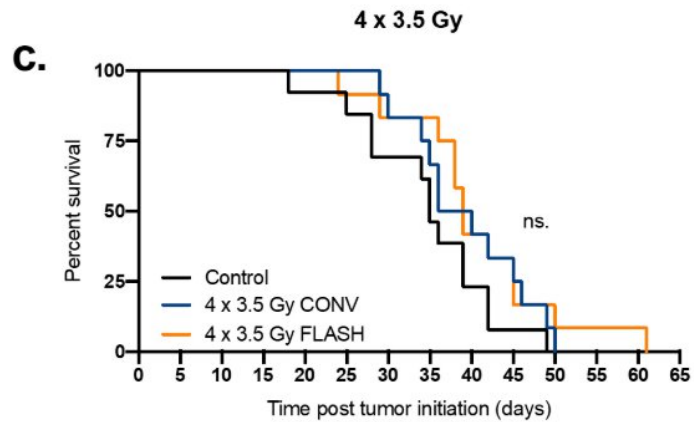 4 x 3.5 Gy
c.
100
75
50
25
0
Percent survival
ns.
Control
4 x 3.5 Gy CONV
4 x 3.5 Gy FLASH
0 5 10 15 20 25 30 35 40 45 50 55 60 65
Time post tumor initiation (days)